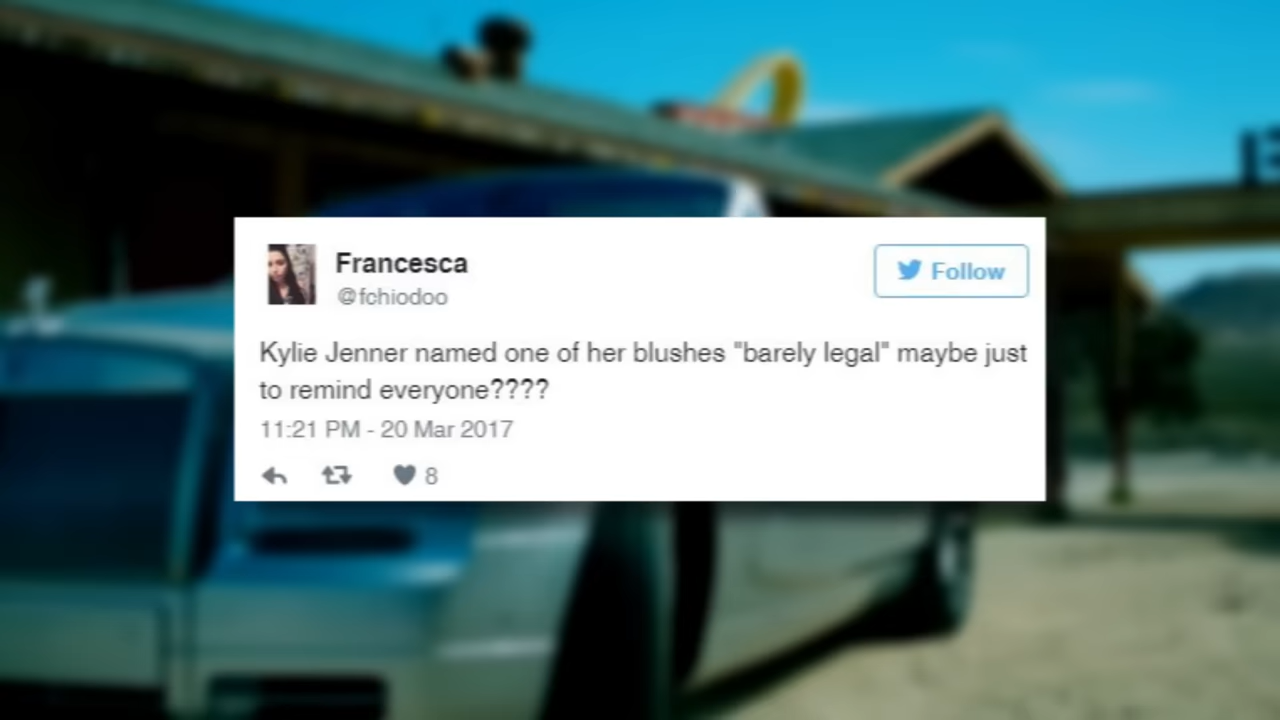 Francesca
@fchiodoo
Follow
Kylie Jenner named one of her blushes "barely legal" maybe just
to remind everyone????
11:21 PM - 20 Mar 2017
8